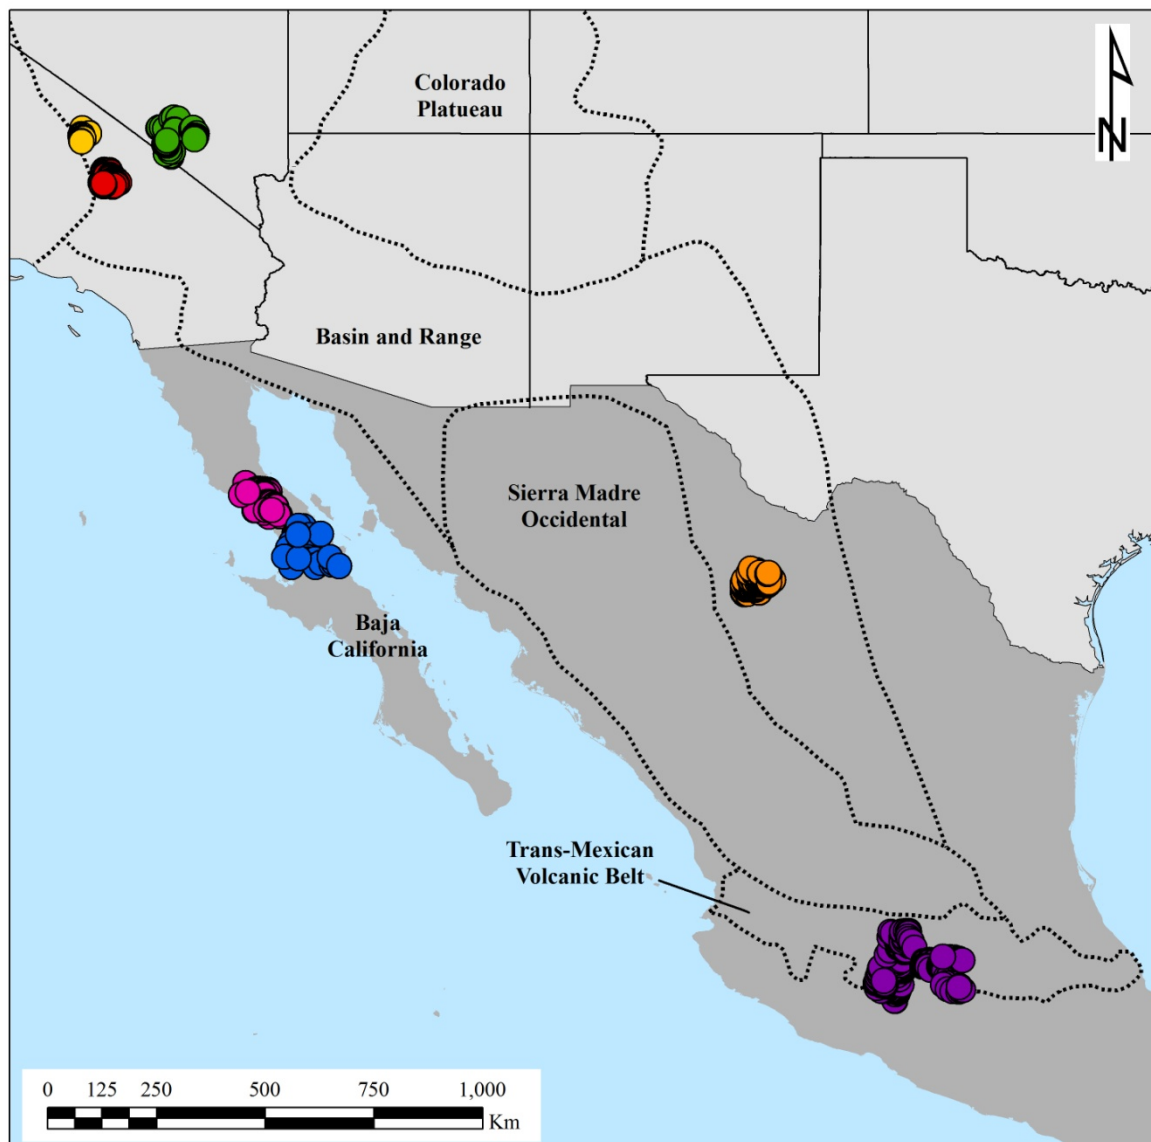 Colorado
Platueau
N
Basin and Range
Sierra Madre
Occidental
Baja
California
Trans-Mexican
Volcanic Belt
0 125 250 500 750 1,000
Km